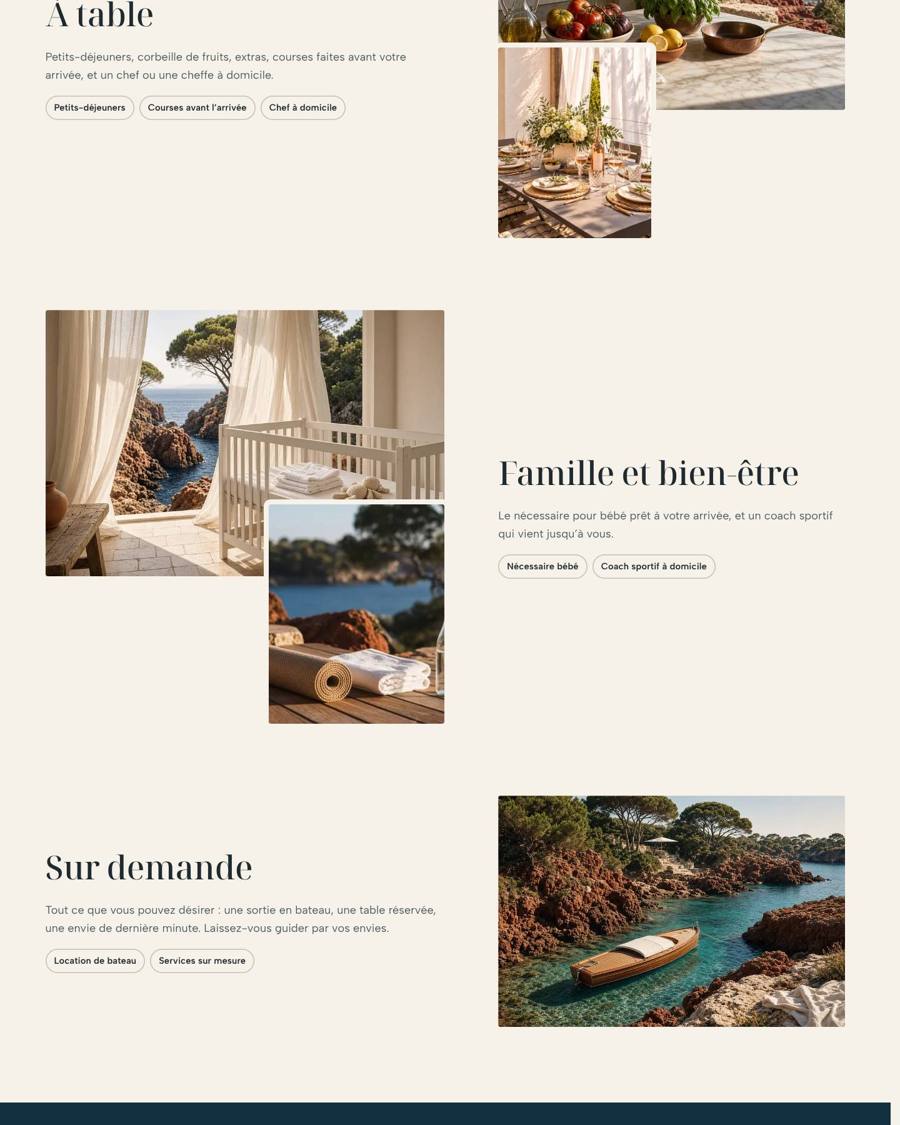 À table
Petits-déjeuners, corbeille de fruits, extras, courses faites avant votre
arrivée, et un chef ou une cheffe à domicile.
Petits-déjeuners
Courses avant l’arrivée
Chef à domicile
Famille et bien-être
Le nécessaire pour bébé prêt à votre arrivée, et un coach sportif
qui vient jusqu’à vous.
Nécessaire bébé
Coach sportif à domicile
Sur demande
Tout ce que vous pouvez désirer : une sortie en bateau, une table réservée,
une envie de dernière minute. Laissez-vous guider par vos envies.
Location de bateau
Services sur mesure